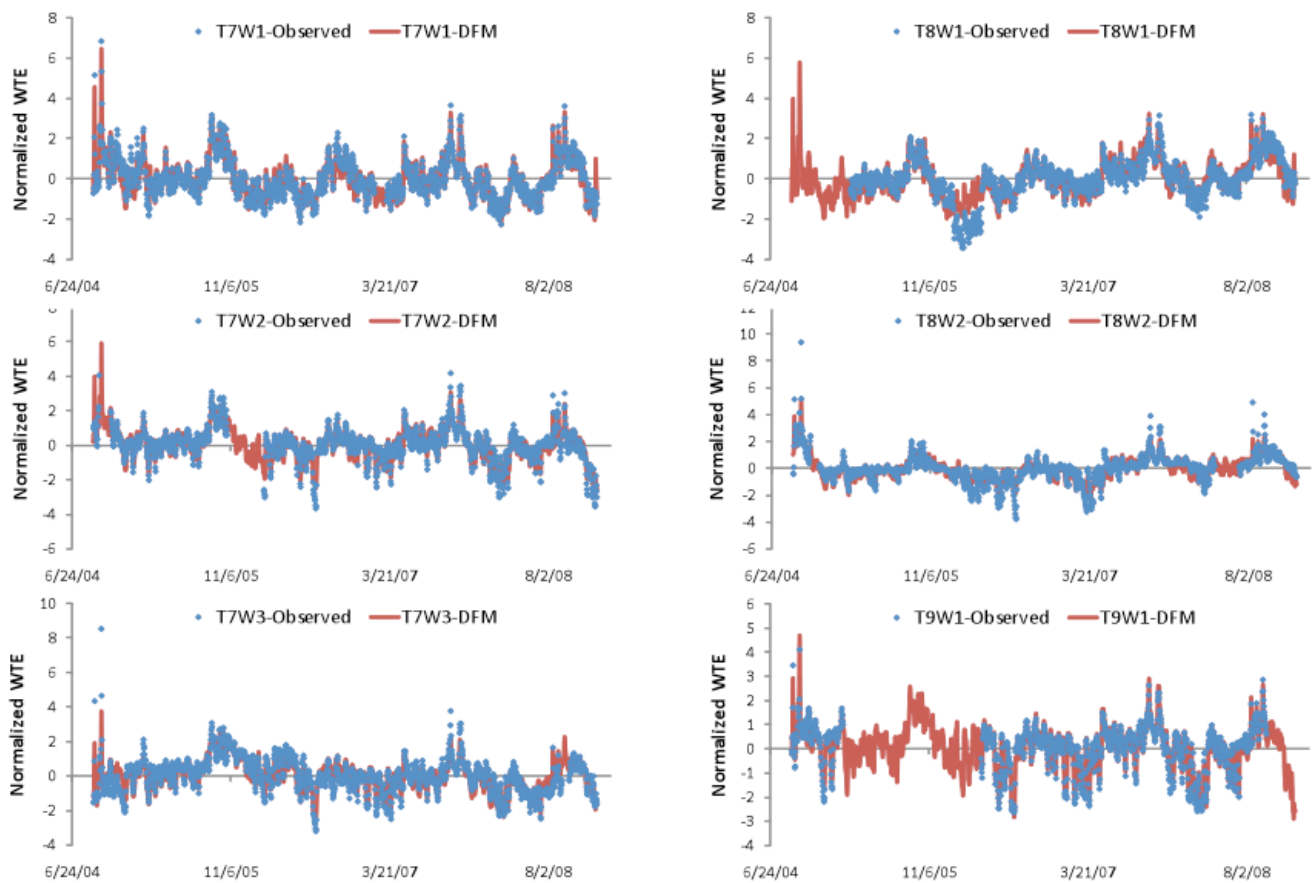 T7W1-Observed T7W1-DFM
Normalized WTE
8
6
4
2
0
-2
-4
6/24/04 11/6/05 3/21/07 8/2/08
T8W1-Observed T8W1-DFM
Normalized WTE
8
6
4
2
0
-2
-4
6/24/04 11/6/05 3/21/07 8/2/08
T7W2-Observed T7W2-DFM
Normalized WTE
8
6
4
2
0
-2
-4
-6
6/24/04 11/6/05 3/21/07 8/2/08
T8W2-Observed T8W2-DFM
Normalized WTE
12
10
8
6
4
2
0
-2
-4
-6
6/24/04 11/6/05 3/21/07 8/2/08
T7W3-Observed T7W3-DFM
Normalized WTE
10
8
6
4
2
0
-2
-4
6/24/04 11/6/05 3/21/07 8/2/08
T9W1-Observed T9W1-DFM
Normalized WTE
6
5
4
3
2
1
0
-1
-2
-3
-4
6/24/04 11/6/05 3/21/07 8/2/08